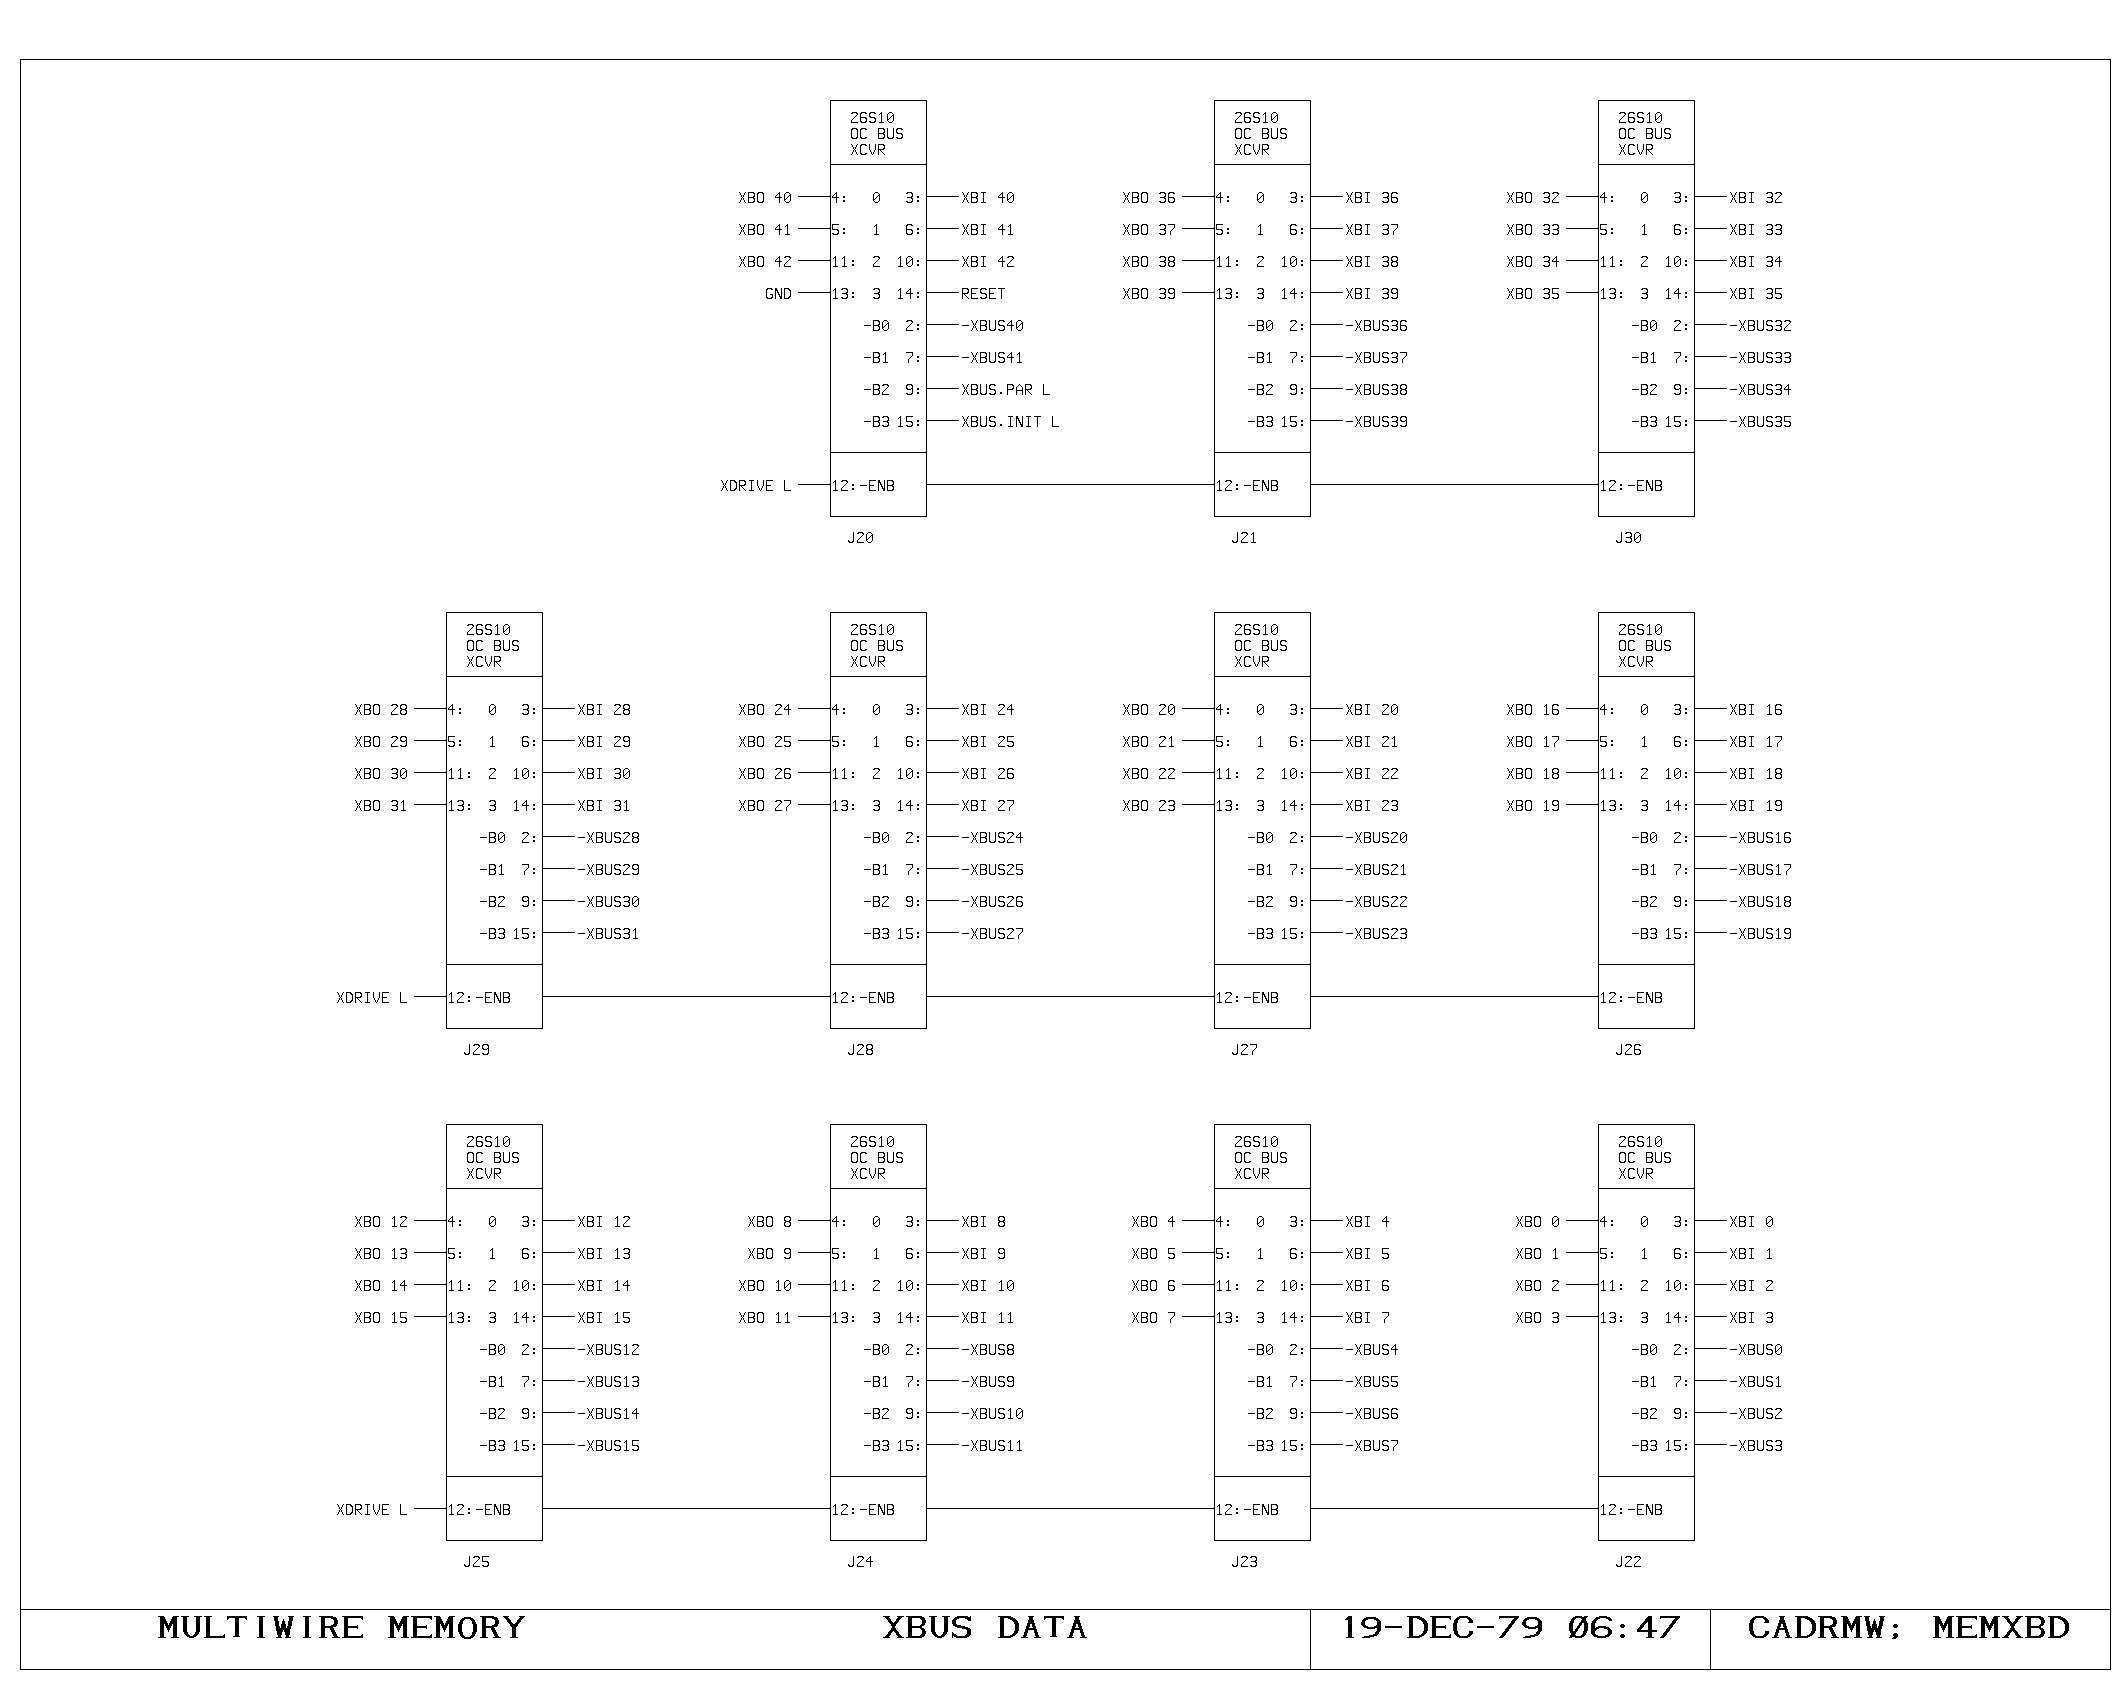 26S10 26S10 26S10
OC BUS OC BUS OC BUS
XCVR XCVR XCVR
XBO 40 4: 0 3: XBI 40 XBO 36 4: 0 3: XBI 36 XBO 32 4: 0 3: XBI 32
XBO 41 5: 1 6: XBI 41 XBO 37 5: 1 6: XBI 37 XBO 33 5: 1 6: XBI 33
XBO 42 11: 2 10: XBI 42 XBO 38 11: 2 10: XBI 38 XBO 34 11: 2 10: XBI 34
GND 13: 3 14: RESET XBO 39 13: 3 14: XBI 39 XBO 35 13: 3 14: XBI 35
-B0 2: -XBUS40 -B0 2: -XBUS36 -B0 2: -XBUS32
-B1 7: -XBUS41 -B1 7: -XBUS37 -B1 7: -XBUS33
-B2 9: XBUS.PAR L -B2 9: -XBUS38 -B2 9: -XBUS34
-B3 15: XBUS.INIT L -B3 15: -XBUS39 -B3 15: -XBUS35
XDRIVE L 12:-ENB 12:-ENB 12:-ENB
J20 J21 J30
26S10 26S10 26S10 26S10
OC BUS OC BUS OC BUS OC BUS
XCVR XCVR XCVR XCVR
XBO 28 4: 0 3: XBI 28 XBO 24 4: 0 3: XBI 24 XBO 20 4: 0 3: XBI 20 XBO 16 4: 0 3: XBI 16
XBO 29 5: 1 6: XBI 29 XBO 25 5: 1 6: XBI 25 XBO 21 5: 1 6: XBI 21 XBO 17 5: 1 6: XBI 17
XBO 30 11: 2 10: XBI 30 XBO 26 11: 2 10: XBI 26 XBO 22 11: 2 10: XBI 22 XBO 18 11: 2 10: XBI 18
XBO 31 13: 3 14: XBI 31 XBO 27 13: 3 14: XBI 27 XBO 23 13: 3 14: XBI 23 XBO 19 13: 3 14: XBI 19
-B0 2: -XBUS28 -B0 2: -XBUS24 -B0 2: -XBUS20 -B0 2: -XBUS16
-B1 7: -XBUS29 -B1 7: -XBUS25 -B1 7: -XBUS21 -B1 7: -XBUS17
-B2 9: -XBUS30 -B2 9: -XBUS26 -B2 9: -XBUS22 -B2 9: -XBUS18
-B3 15: -XBUS31 -B3 15: -XBUS27 -B3 15: -XBUS23 -B3 15: -XBUS19
XDRIVE L 12:-ENB 12:-ENB 12:-ENB 12:-ENB
J29 J28 J27 J26
26S10 26S10 26S10 26S10
OC BUS OC BUS OC BUS OC BUS
XCVR XCVR XCVR XCVR
XBO 12 4: 0 3: XBI 12 XBO 8 4: 0 3: XBI 8 XBO 4 4: 0 3: XBI 4 XBO 0 4: 0 3: XBI 0
XBO 13 5: 1 6: XBI 13 XBO 9 5: 1 6: XBI 9 XBO 5 5: 1 6: XBI 5 XBO 1 5: 1 6: XBI 1
XBO 14 11: 2 10: XBI 14 XBO 10 11: 2 10: XBI 10 XBO 6 11: 2 10: XBI 6 XBO 2 11: 2 10: XBI 2
XBO 15 13: 3 14: XBI 15 XBO 11 13: 3 14: XBI 11 XBO 7 13: 3 14: XBI 7 XBO 3 13: 3 14: XBI 3
-B0 2: -XBUS12 -B0 2: -XBUS8 -B0 2: -XBUS4 -B0 2: -XBUS0
-B1 7: -XBUS13 -B1 7: -XBUS9 -B1 7: -XBUS5 -B1 7: -XBUS1
-B2 9: -XBUS14 -B2 9: -XBUS10 -B2 9: -XBUS6 -B2 9: -XBUS2
-B3 15: -XBUS15 -B3 15: -XBUS11 -B3 15: -XBUS7 -B3 15: -XBUS3
XDRIVE L 12:-ENB 12:-ENB 12:-ENB 12:-ENB
J25 J24 J23 J22
MULTIWIRE MEMORY XBUS DATA 19-DEC-79 Ø6:47 CADRMW; MEMXBD